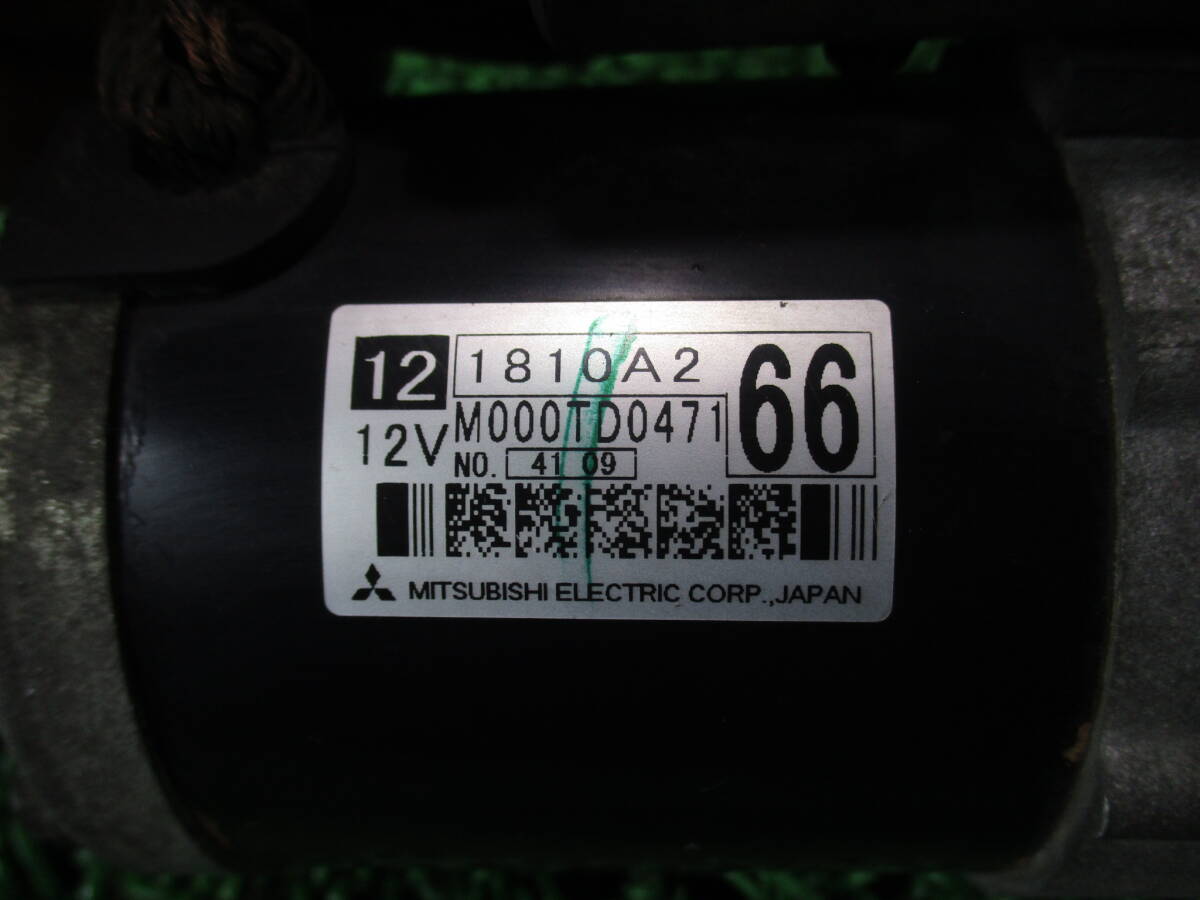 12 1810A2 66
12V M000TD0471
NO. 41 09
MITSUBISHI ELECTRIC CORP.,JAPAN